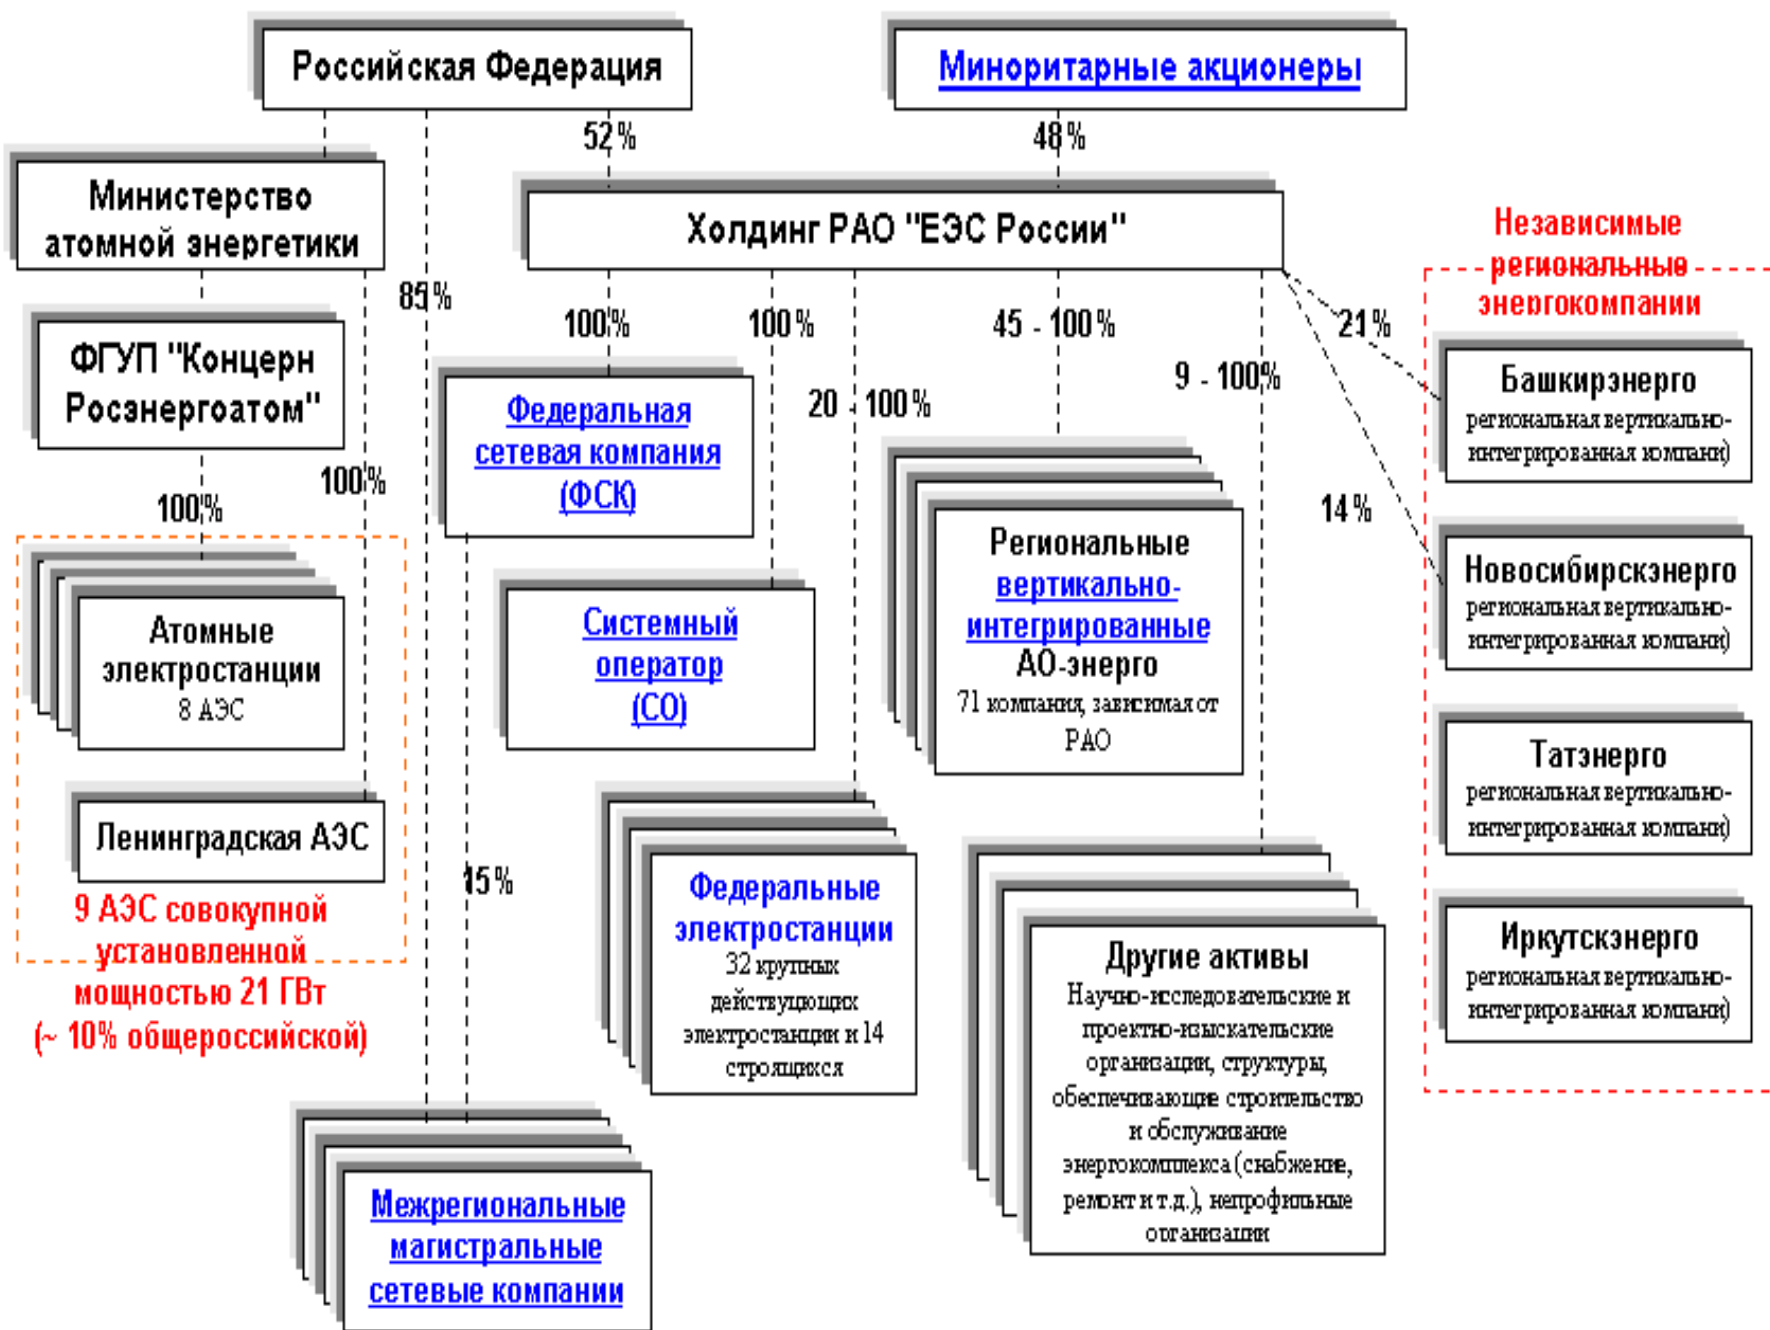 Российская Федерация
Миноритарные акционеры
52%
48%
Министерство
атомной энергетики
Холдинг РАО "ЕЭС России"
Независимые
региональные
энергокомпании
85%
100%
100%
45 - 100%
21%
ФГУП "Концерн
Росэнергоатом"
9 - 100%
20 - 100%
Федеральная
сетевая компания
(ФСК)
Башкирэнерго
региональная вертикально-
интегрированная компани)
100%
100%
14%
Атомные
электростанции
8 АЭС
Системный
оператор
(СО)
Региональные
вертикально-
интегрированные
АО-энерго
71 компания, зависимая от
РАО
Новосибирскэнерго
региональная вертикально-
интегрированная компани)
Татэнерго
региональная вертикально-
интегрированная компани)
Ленинградская АЭС
15%
9 АЭС совокупной
установленной
мощностью 21 ГВт
(~ 10% общероссийской)
Федеральные
электростанции
32 крупных
действующих
электростанции и 14
строящихся
Другие активы
Научно-исследовательские и
проектно-изыскательские
организации, структуры,
обеспечивающие строительство
и обслуживание
энергокомплекса (снабжение,
ремонт и т.д.), непрофильные
организации
Иркутскэнерго
региональная вертикально-
интегрированная компани)
Межрегиональные
магистральные
сетевые компании